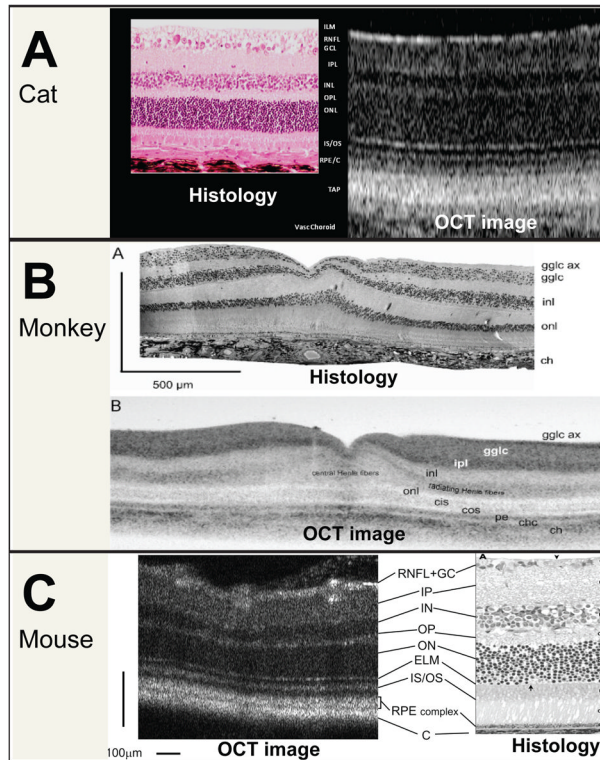 A
Cat
Histology
ILM
RNFL
GCL
IPL
INL
OPL
ONL
IS/OS
RPE/C
TAP
Vasc Choroid
OCT image
B
Monkey
A
gglc ax
gglc
inl
onl
ch
500 µm
Histology
B
gglc ax
gglc
ipl
inl
central Henle fibers
radiating Henle fibers
onl
cis
cos
pe
cbc
ch
OCT image
C
Mouse
100µm
OCT image
RNFL+GC
IP
IN
OP
ON
ELM
IS/OS
RPE complex
C
A
Histology